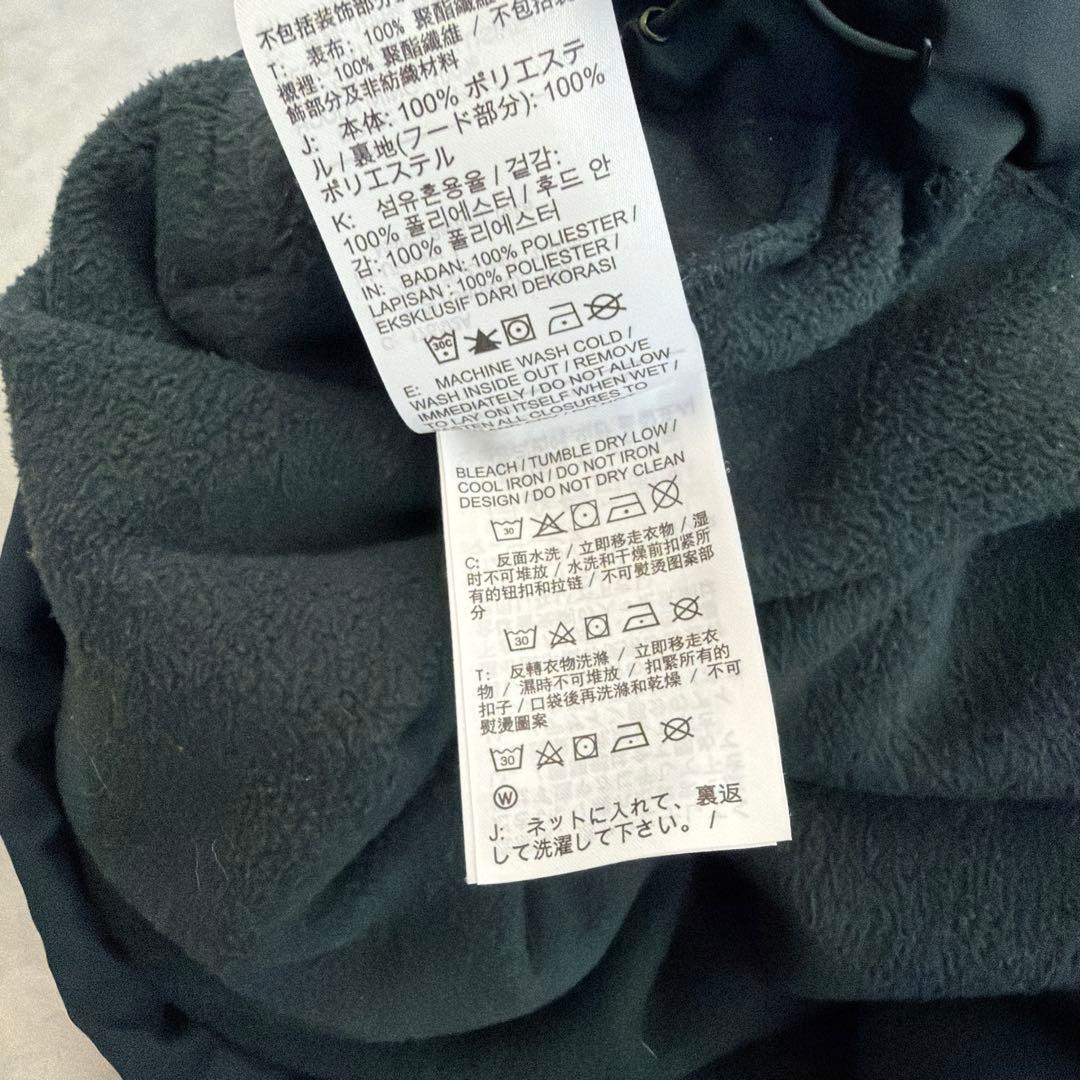 不包括装饰部分
T: 表布: 100% 聚酯纖維 / 不包括装
襯裡: 100% 聚酯纖維 /
飾部分及非紡纖材料
J: 本体: 100% ポリエステ
ル / 裏地(フード部分): 100%
ポリエステル
K: 섬유혼용율 / 겉감:
100% 폴리에스터 / 후드 안
감: 100% 폴리에스터
IN: BADAN: 100% POLIESTER /
LAPISAN : 100% POLIESTER /
EKSKLUSIF DARI DEKORASI
30C
E: MACHINE WASH COLD /
WASH INSIDE OUT / REMOVE
IMMEDIATELY / DO NOT ALLOW
TO LAY ON ITSELF WHEN WET /
ALL CLOSURES TO
BLEACH / TUMBLE DRY LOW /
COOL IRON / DO NOT IRON
DESIGN / DO NOT DRY CLEAN
30
C: 反面水洗 / 立即移走衣物 / 湿
时不可堆放 / 水洗和干燥前扣紧所
有的钮扣和拉链 / 不可熨烫图案部
分
30
T: 反轉衣物洗滌 / 立即移走衣
物 / 濕時不可堆放 / 扣緊所有的
扣子 / 口袋後再洗滌和乾燥 / 不可
熨燙圖案
30
W
J: ネットに入れて、裏返
して洗濯して下さい。 /